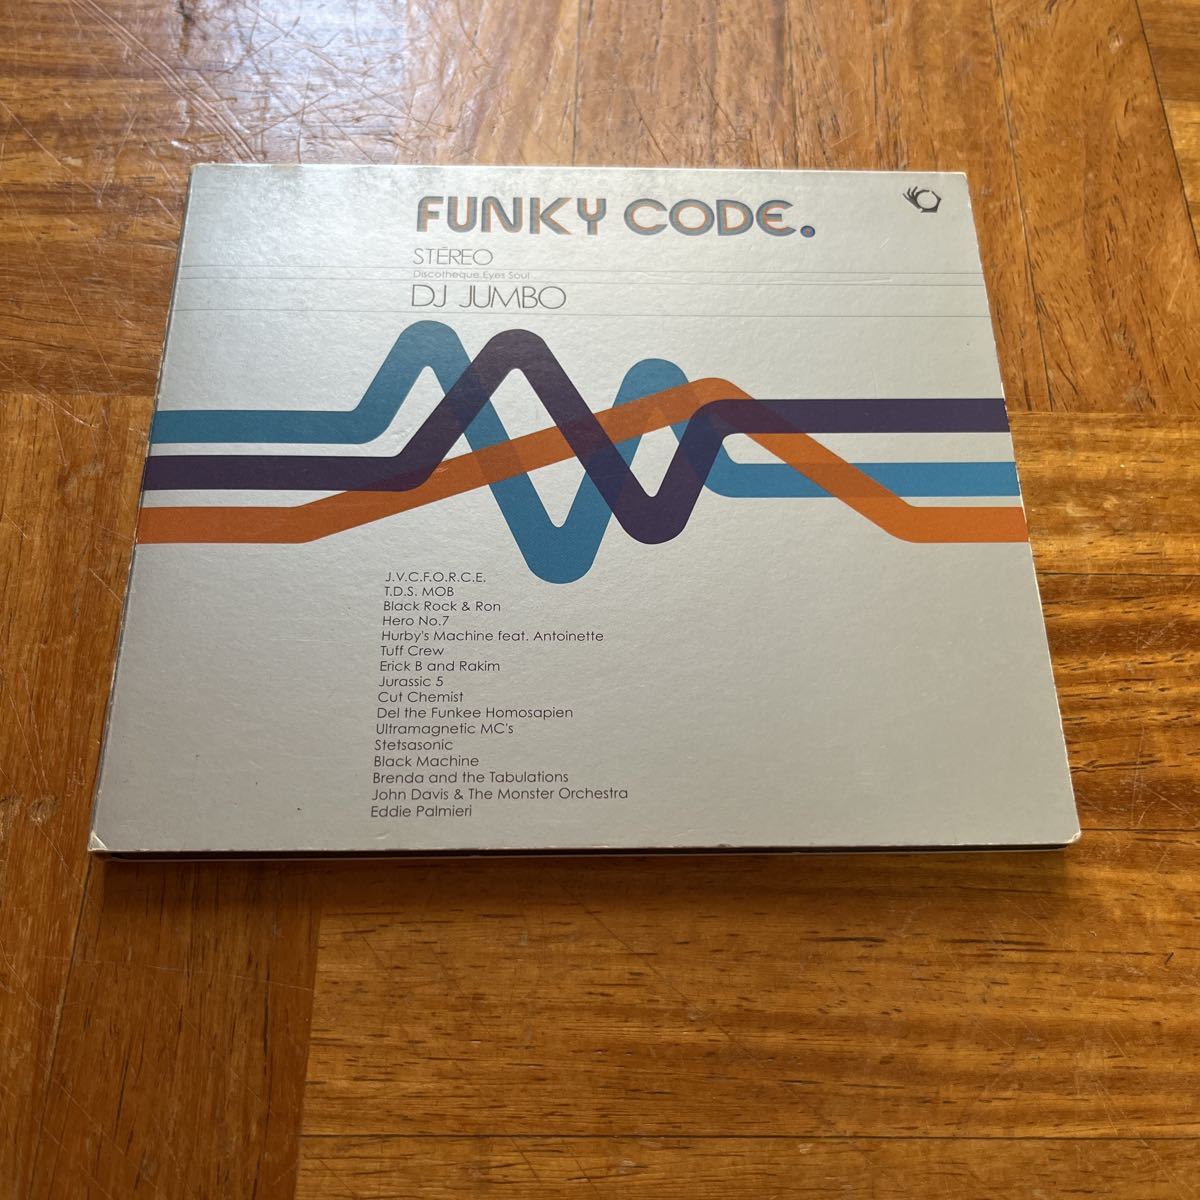 FUNKY CODE.
STÉREO
Discotheque Eyes Soul
DJ JUMBO
J.V.C.F.O.R.C.E.
T.D.S. MOB
Black Rock & Ron
Hero No.7
Hurby's Machine feat. Antoinette
Tuff Crew
Erick B and Rakim
Jurassic 5
Cut Chemist
Del the Funkee Homosapien
Ultramagnetic MC's
Stetsasonic
Black Machine
Brenda and the Tabulations
John Davis & The Monster Orchestra
Eddie Palmieri